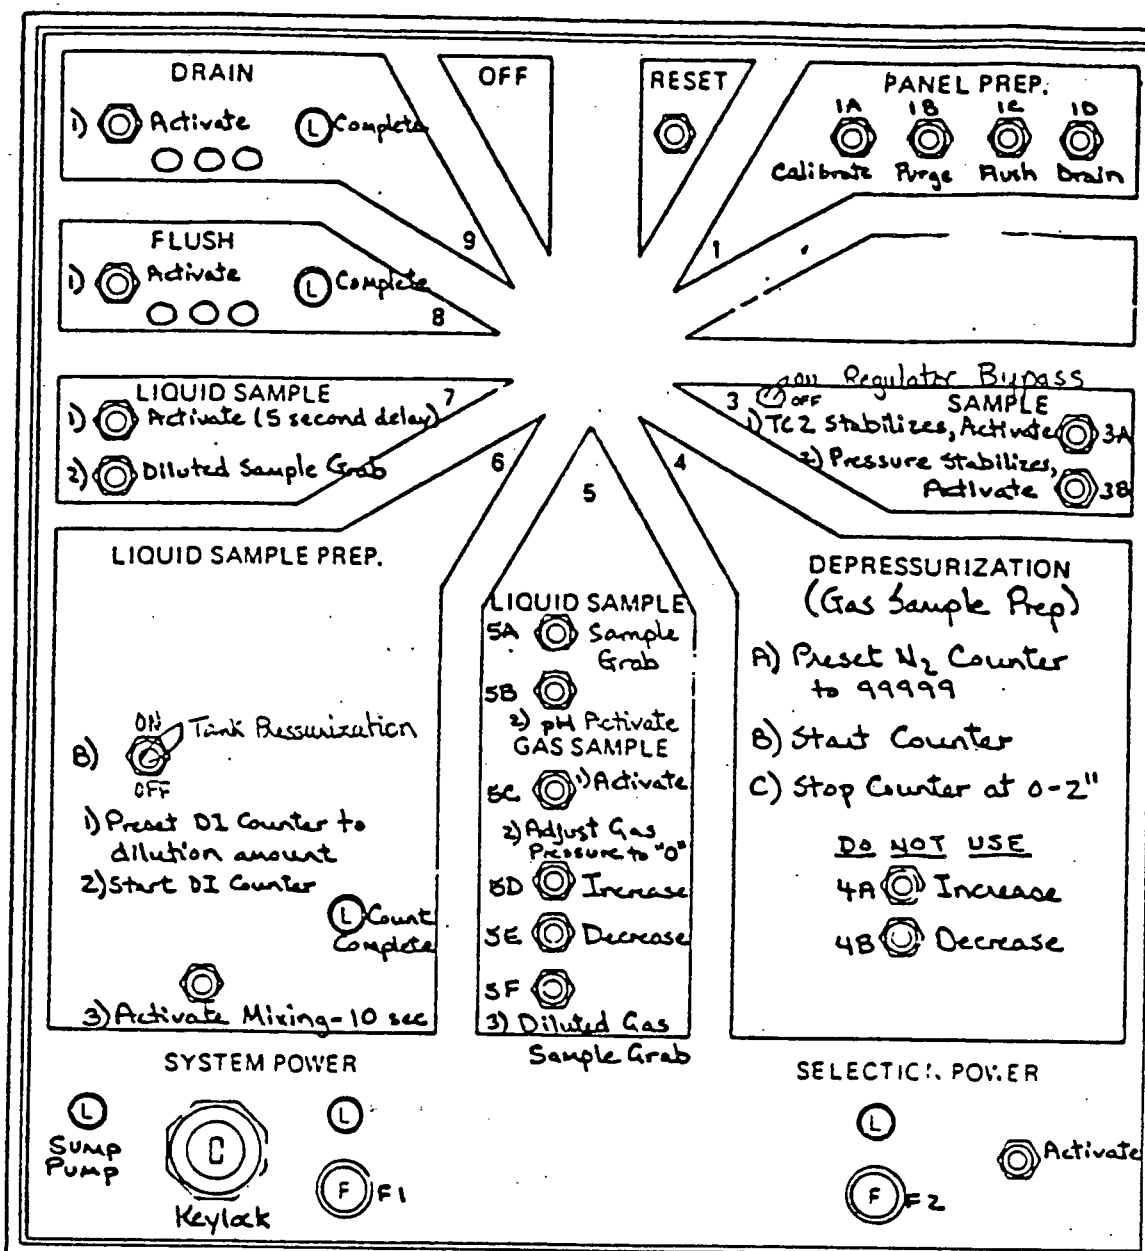 DRAIN
1) Activate
L Complete
OFF
RESET
PANEL PREP.
1A 1B 1C 1D
Calibrate Purge Flush Drain
9
1
FLUSH
1) Activate
L Complete
8
LIQUID SAMPLE
1) Activate (5 second delay)
2) Diluted Sample Grab
7
3
ON Regulator Bypass
OFF
SAMPLE
1) TC2 Stabilizes, Activate 3A
2) Pressure Stabilizes,
Activate 3B
6
5
4
LIQUID SAMPLE PREP.
ON
B) Tank Pressurization
OFF
1) Preset DI Counter to
dilution amount
2) Start DI Counter
L Count
Complete
3) Activate Mixing-10 sec
LIQUID SAMPLE
5A Sample
Grab
5B
2) pH Activate
GAS SAMPLE
5C 1) Activate
2) Adjust Gas
Pressure to "0"
5D Increase
5E Decrease
5F
3) Diluted Gas
Sample Grab
DEPRESSURIZATION
(Gas Sample Prep)
A) Preset N2 Counter
to 99999
B) Start Counter
C) Stop Counter at 0-2"
DO NOT USE
4A Increase
4B Decrease
SYSTEM POWER
L
Sump
Pump
C
Keylock
L
F F1
SELECTION POWER
L
F F2
Activate